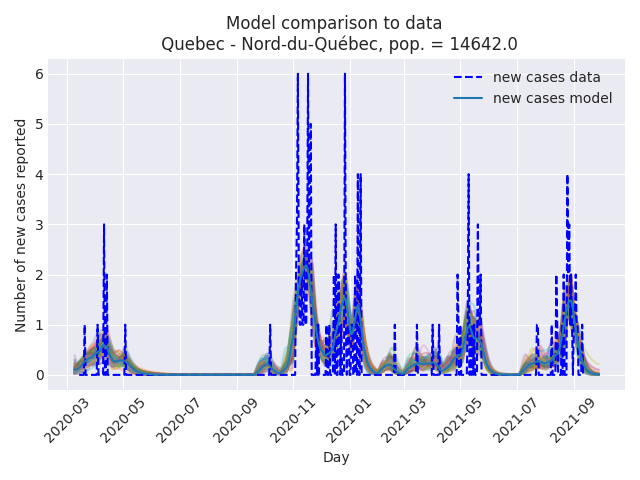 Model comparison to data
Quebec - Nord-du-Québec, pop. = 14642.0
new cases data
new cases model
Number of new cases reported
6
5
4
3
2
1
0
2020-03
2020-05
2020-07
2020-09
2020-11
2021-01
2021-03
2021-05
2021-07
2021-09
Day